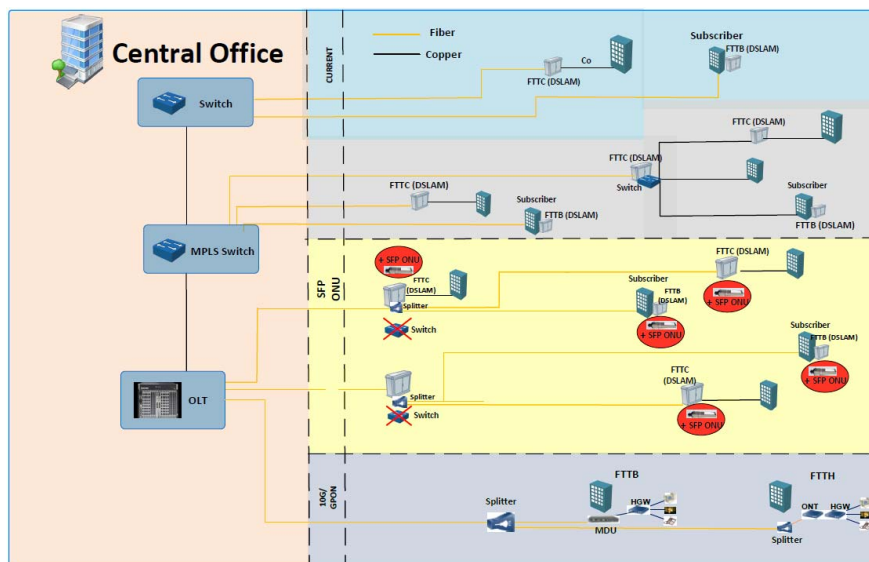 Central Office
Fiber
Copper
CURRENT
Switch
Co
FTTC (DSLAM)
Subscriber
FTTB (DSLAM)
FTTC (DSLAM)
FTTC (DSLAM)
Switch
FTTC (DSLAM)
Subscriber
FTTB (DSLAM)
Subscriber
FTTB (DSLAM)
MPLS Switch
SFP
ONU
+ SFP ONU
FTTC
(DSLAM)
Splitter
Switch
FTTC (DSLAM)
+ SFP ONU
Subscriber
FTTB
(DSLAM)
+ SFP ONU
Subscriber
FTTB (DSLAM)
+ SFP ONU
OLT
Splitter
Switch
FTTC
(DSLAM)
+ SFP ONU
10G/
GPON
Splitter
FTTB
HGW
MDU
FTTH
ONT
HGW
Splitter